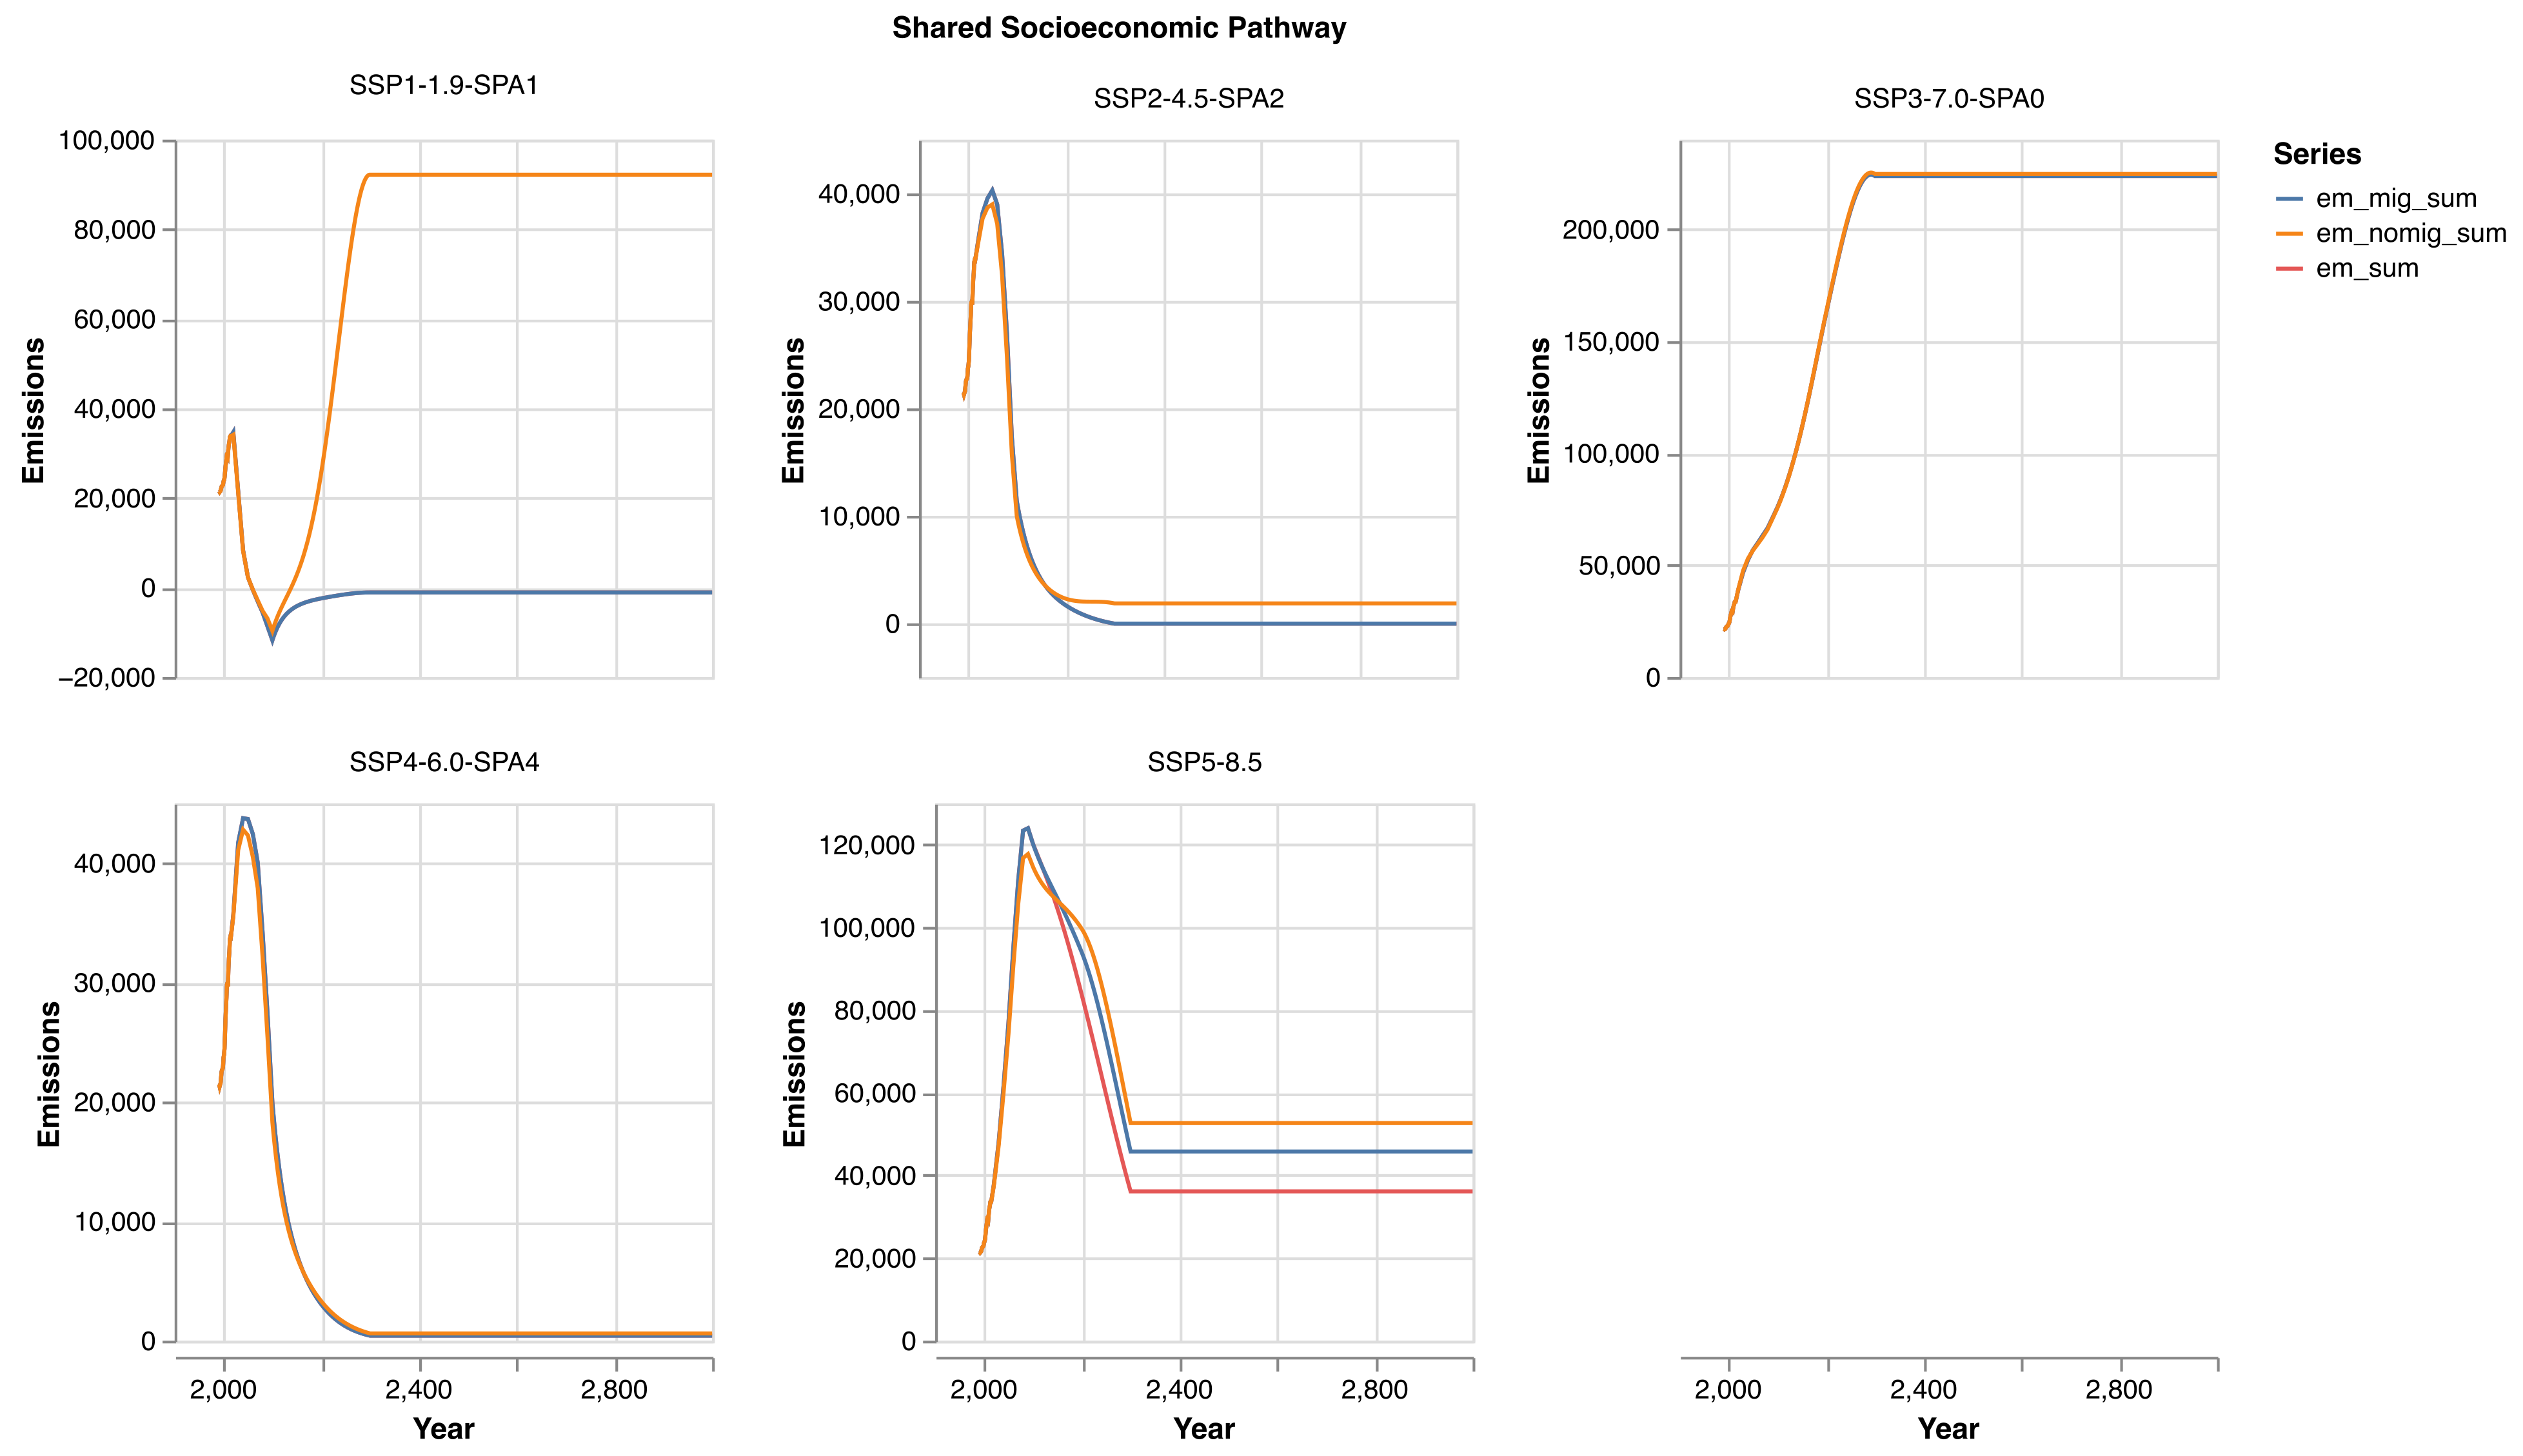 Shared Socioeconomic Pathway
SSP1-1.9-SPA1
100,000
80,000
60,000
40,000
20,000
0
−20,000
Emissions
SSP2-4.5-SPA2
40,000
30,000
20,000
10,000
0
Emissions
SSP3-7.0-SPA0
200,000
150,000
100,000
50,000
0
Emissions
Series
em_mig_sum
em_nomig_sum
em_sum
SSP4-6.0-SPA4
40,000
30,000
20,000
10,000
0
Emissions
2,000 2,400 2,800
Year
SSP5-8.5
120,000
100,000
80,000
60,000
40,000
20,000
0
Emissions
2,000 2,400 2,800
Year
2,000 2,400 2,800
Year